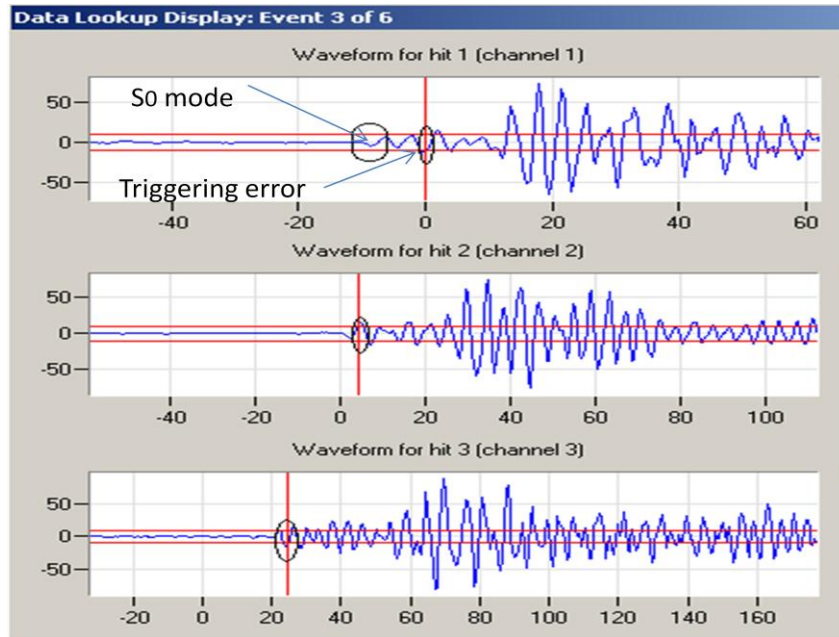 Data Lookup Display: Event 3 of 6
Waveform for hit 1 (channel 1)
50
0
-50
S0 mode
Triggering error
-40 -20 0 20 40 60
Waveform for hit 2 (channel 2)
50
0
-50
-40 -20 0 20 40 60 80 100
Waveform for hit 3 (channel 3)
50
0
-50
-20 0 20 40 60 80 100 120 140 160